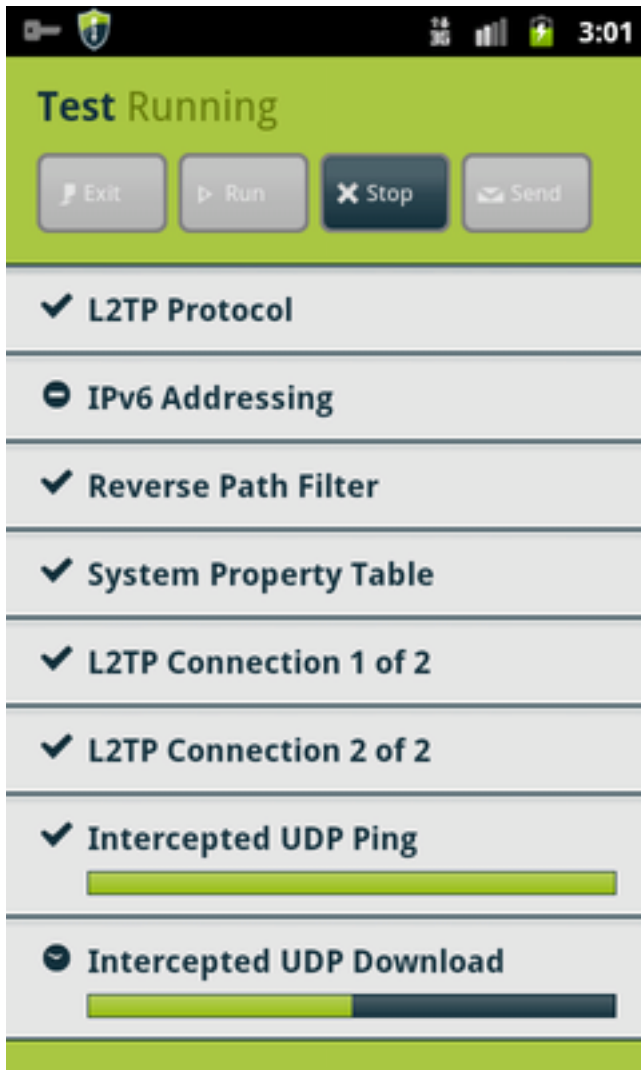 3G 3:01
Test Running
Exit Run Stop Send
L2TP Protocol
IPv6 Addressing
Reverse Path Filter
System Property Table
L2TP Connection 1 of 2
L2TP Connection 2 of 2
Intercepted UDP Ping
Intercepted UDP Download